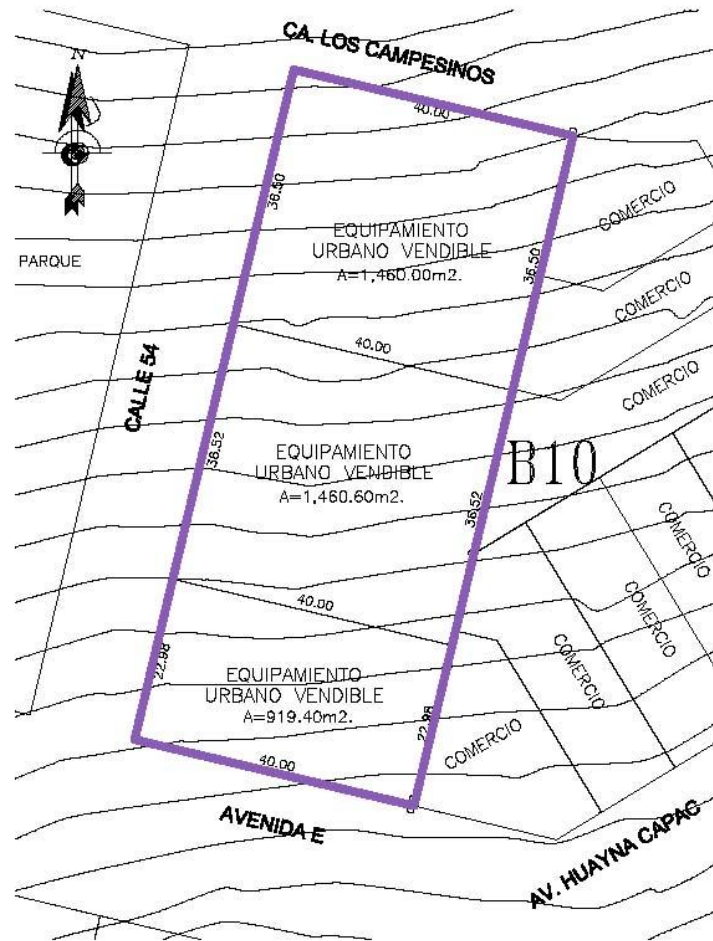 CA. LOS CAMPESINOS
N
40.00
36.50
COMERCIO
EQUIPAMIENTO
URBANO VENDIBLE
A=1,460.00m2.
PARQUE
36.50
COMERCIO
40.00
CALLE 54
COMERCIO
36.52
EQUIPAMIENTO
URBANO VENDIBLE
A=1,460.60m2.
B10
36.52
COMERCIO
40.00
COMERCIO
COMERCIO
22.98
EQUIPAMIENTO
URBANO VENDIBLE
A=919.40m2.
22.98
COMERCIO
40.00
AVENIDA E
AV. HUAYNA CAPAC